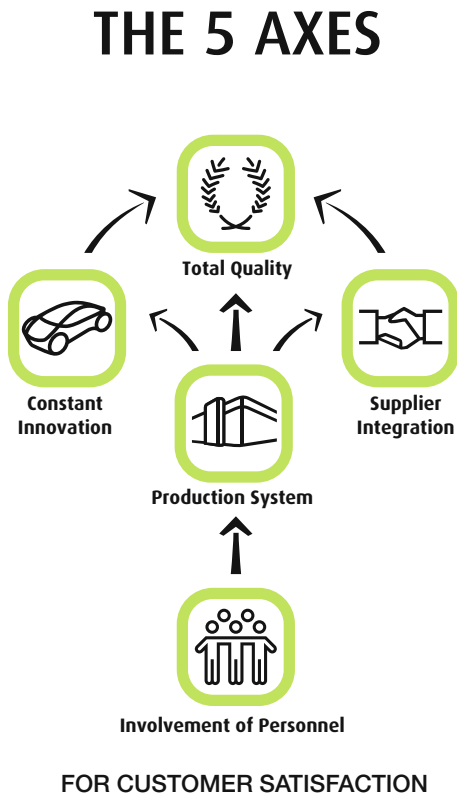 THE 5 AXES
Total Quality
Constant
Innovation
Supplier
Integration
Production System
Involvement of Personnel
FOR CUSTOMER SATISFACTION